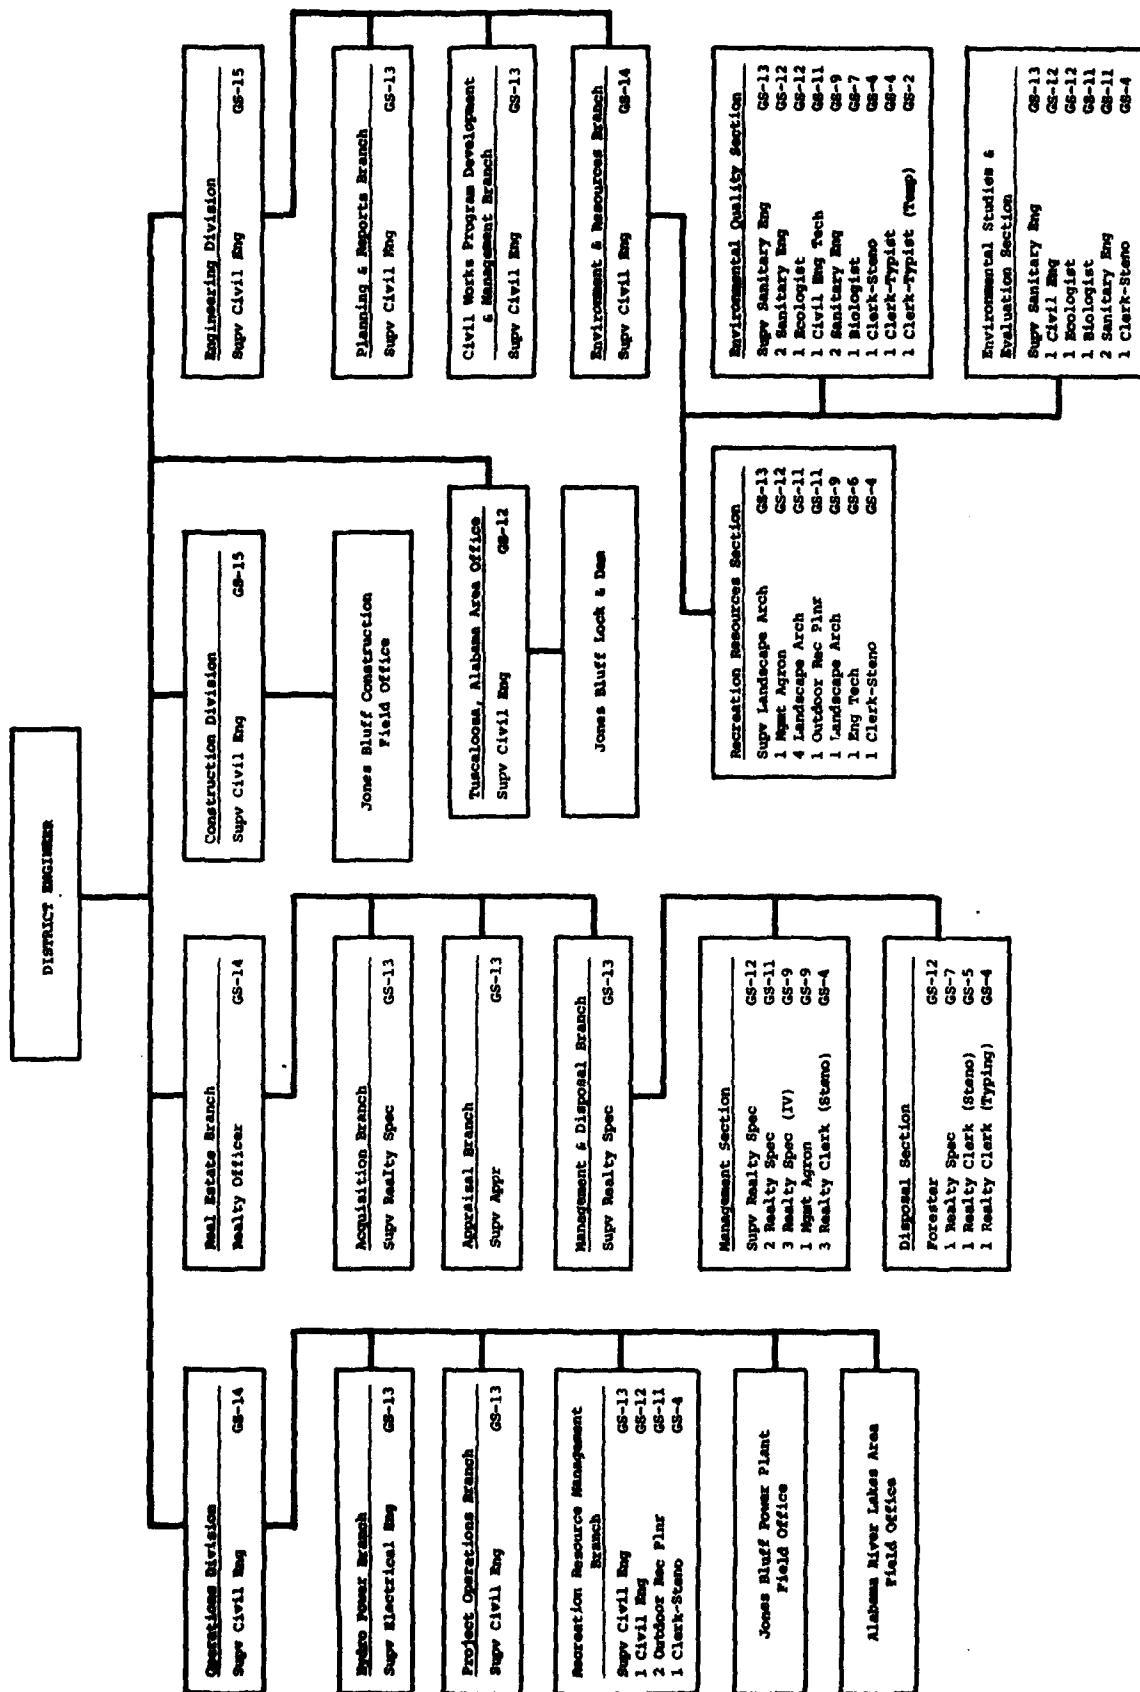 DISTRICT ENGINEER
Operations Division
Supv Civil Eng GS-14
Hydro Power Branch
Supv Electrical Eng GS-13
Project Operations Branch
Supv Civil Eng GS-13
Recreation Resource Management
Branch
Supv Civil Eng GS-13
1 Civil Eng GS-12
2 Outdoor Rec Plnr GS-11
1 Clerk-Steno GS-4
Jones Bluff Power Plant
Field Office
Alabama River Lakes Area
Field Office
Real Estate Branch
Realty Officer GS-14
Acquisition Branch
Supv Realty Spec GS-13
Appraisal Branch
Supv Appr GS-13
Management & Disposal Branch
Supv Realty Spec GS-13
Management Section
Supv Realty Spec GS-12
2 Realty Spec GS-11
3 Realty Spec (IV) GS-9
1 Mgmt Agron GS-9
3 Realty Clerk (Steno) GS-4
Disposal Section
Forester GS-12
1 Realty Spec GS-7
1 Realty Clerk (Steno) GS-5
1 Realty Clerk (Typing) GS-4
Construction Division
Supv Civil Eng GS-15
Jones Bluff Construction
Field Office
Tuscaloosa, Alabama Area Office
Supv Civil Eng GS-12
Jones Bluff Lock & Dam
Engineering Division
Supv Civil Eng GS-15
Planning & Reports Branch
Supv Civil Eng GS-13
Civil Works Program Development
& Management Branch
Supv Civil Eng GS-13
Environment & Resources Branch
Supv Civil Eng GS-14
Recreation Resources Section
Supv Landscape Arch GS-13
1 Mgmt Agron GS-12
4 Landscape Arch GS-11
1 Outdoor Rec Plnr GS-11
1 Landscape Arch GS-9
1 Eng Tech GS-6
1 Clerk-Steno GS-4
Environmental Quality Section
Supv Sanitary Eng GS-13
2 Sanitary Eng GS-12
1 Ecologist GS-12
1 Civil Eng Tech GS-11
2 Sanitary Eng GS-9
1 Biologist GS-7
1 Clerk-Steno GS-4
1 Clerk-Typist GS-4
1 Clerk-Typist (Temp) GS-2
Environmental Studies &
Evaluation Section
Supv Sanitary Eng GS-13
1 Civil Eng GS-12
1 Ecologist GS-12
1 Biologist GS-11
2 Sanitary Eng GS-11
1 Clerk-Steno GS-4